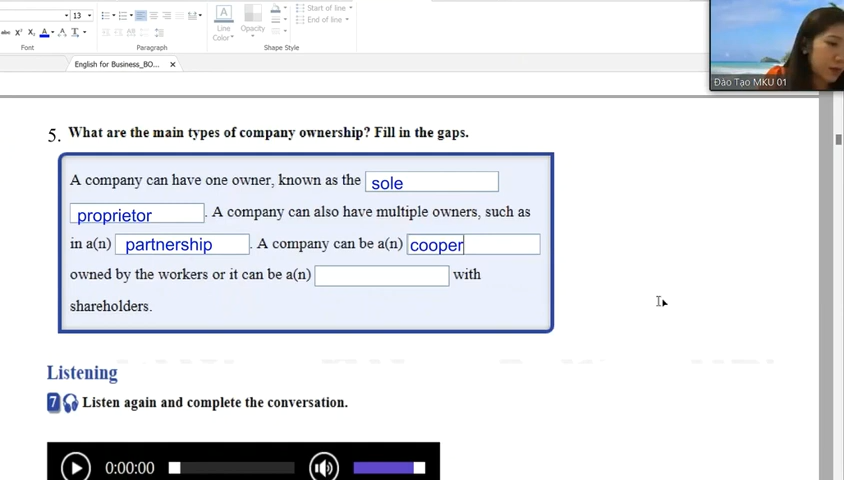 13
Font
Paragraph
Line
Color
Opacity
Start of line
End of line
Shape Style
English for Business_BO...
Đào Tạo MKU 01
5. What are the main types of company ownership? Fill in the gaps.
A company can have one owner, known as the sole
proprietor . A company can also have multiple owners, such as
in a(n) partnership . A company can be a(n) cooper
owned by the workers or it can be a(n) with
shareholders.
Listening
7 Listen again and complete the conversation.
0:00:00